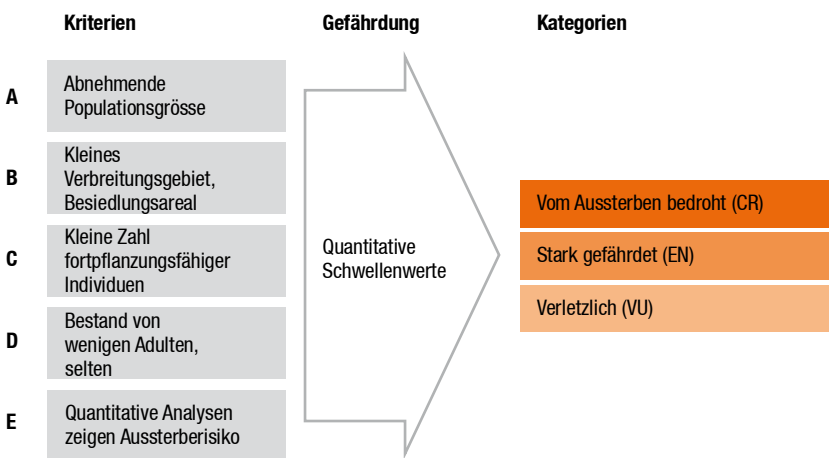 Kriterien
Gefährdung
Kategorien
A
Abnehmende
Populationsgrösse
B
Kleines
Verbreitungsgebiet,
Besiedlungsareal
C
Kleine Zahl
fortpflanzungsfähiger
Individuen
D
Bestand von
wenigen Adulten,
selten
E
Quantitative Analysen
zeigen Aussterberisiko
Quantitative
Schwellenwerte
Vom Aussterben bedroht (CR)
Stark gefährdet (EN)
Verletzlich (VU)